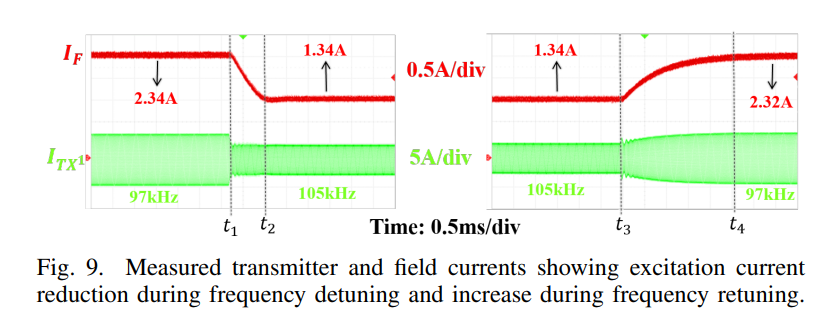 I_F
2.34A
1.34A
0.5A/div
1.34A
2.32A
I_TX1
97kHz
105kHz
5A/div
105kHz
97kHz
t₁
t₂
Time: 0.5ms/div
t₃
t₄
Fig. 9. Measured transmitter and field currents showing excitation current
reduction during frequency detuning and increase during frequency retuning.